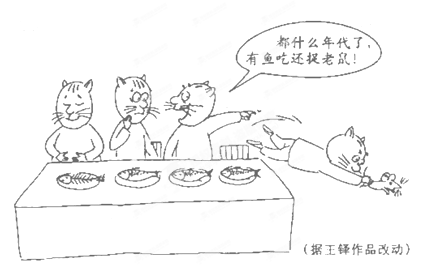 都什么年代了，
有鱼吃还捉老鼠！
（据王铎作品改动）